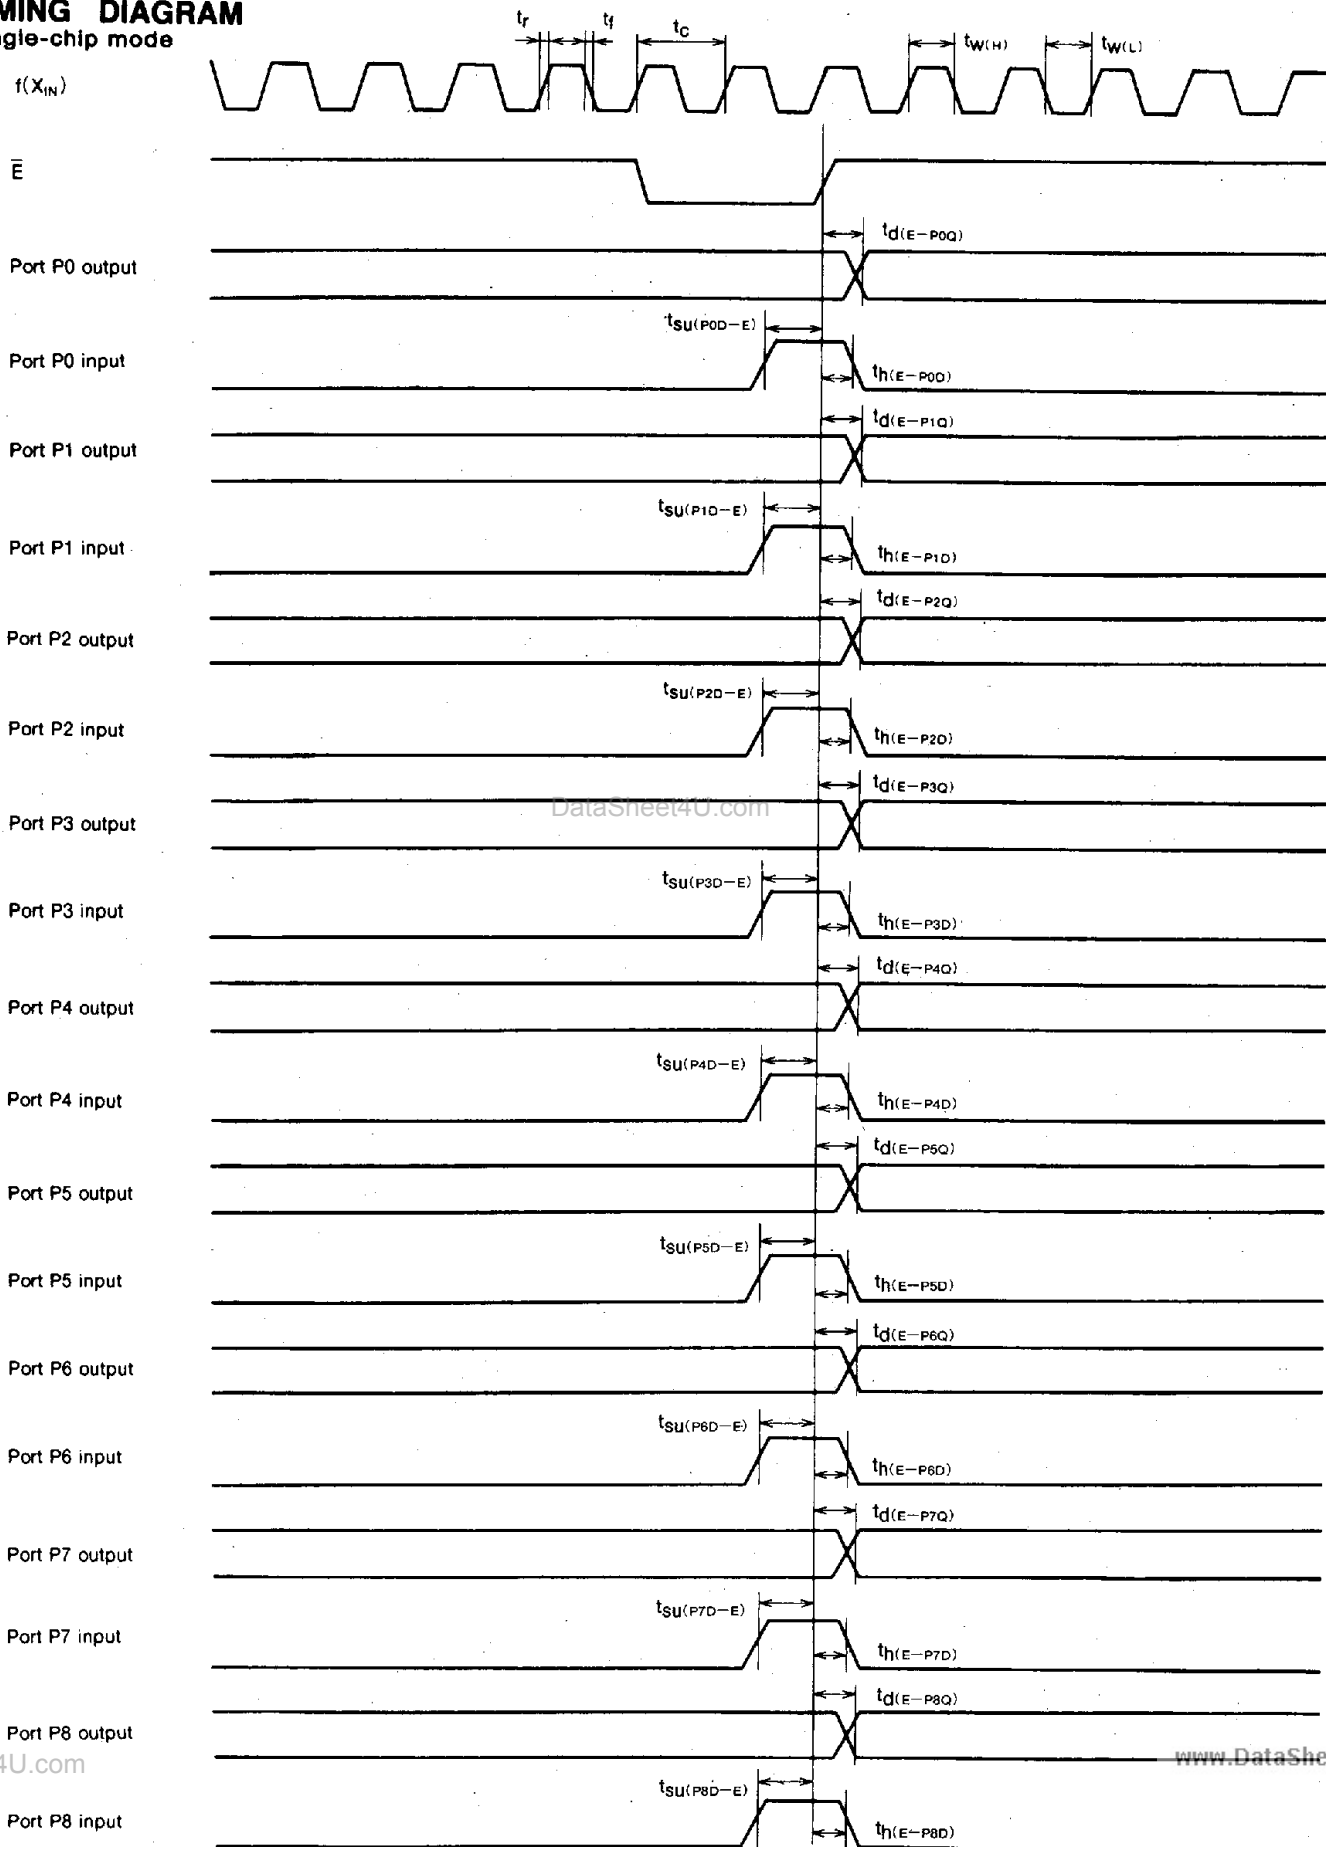 MING DIAGRAM
gle-chip mode
tr
tf
tC
tW(H)
tW(L)
f(XIN)
E̅
td(E−P0Q)
Port P0 output
tsu(P0D−E)
Port P0 input
th(E−P0D)
td(E−P1Q)
Port P1 output
tsu(P1D−E)
Port P1 input
th(E−P1D)
td(E−P2Q)
Port P2 output
tsu(P2D−E)
Port P2 input
th(E−P2D)
td(E−P3Q)
DataSheet4U.com
Port P3 output
tsu(P3D−E)
Port P3 input
th(E−P3D)
td(E−P4Q)
Port P4 output
tsu(P4D−E)
Port P4 input
th(E−P4D)
td(E−P5Q)
Port P5 output
tsu(P5D−E)
Port P5 input
th(E−P5D)
td(E−P6Q)
Port P6 output
tsu(P6D−E)
Port P6 input
th(E−P6D)
td(E−P7Q)
Port P7 output
tsu(P7D−E)
Port P7 input
th(E−P7D)
td(E−P8Q)
Port P8 output
4U.com
www.DataShe
tsu(P8D−E)
Port P8 input
th(E−P8D)